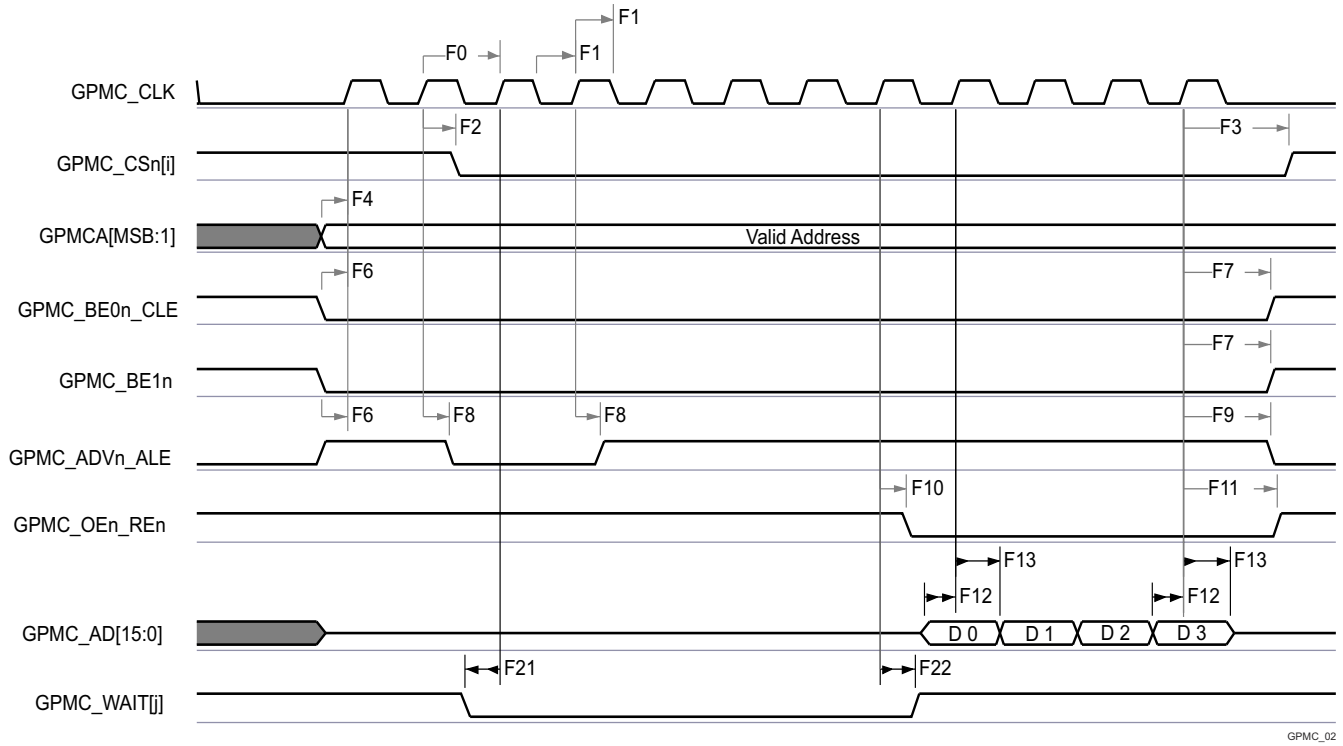 F1
F0
F1
GPMC_CLK
F2
F3
GPMC_CSn[i]
F4
GPMCA[MSB:1]
Valid Address
F6
F7
GPMC_BE0n_CLE
F7
GPMC_BE1n
F6
F8
F8
F9
GPMC_ADVn_ALE
F10
F11
GPMC_OEn_REn
F13
F13
F12
F12
GPMC_AD[15:0]
D 0
D 1
D 2
D 3
F21
F22
GPMC_WAIT[j]
GPMC_02